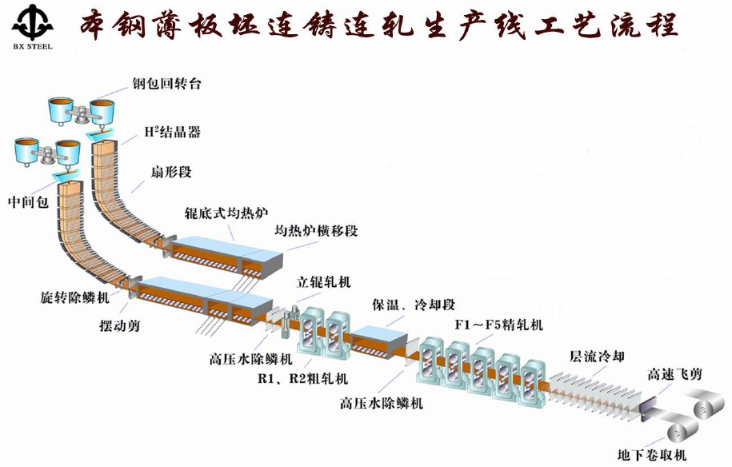 本钢薄板坯连铸连轧生产线工艺流程
BX STEEL
钢包回转台
H²结晶器
扇形段
中间包
辊底式均热炉
均热炉横移段
旋转除鳞机
摆动剪
立辊轧机
高压水除鳞机
R1、R2粗轧机
保温、冷却段
高压水除鳞机
F1～F5精轧机
层流冷却
高速飞剪
地下卷取机